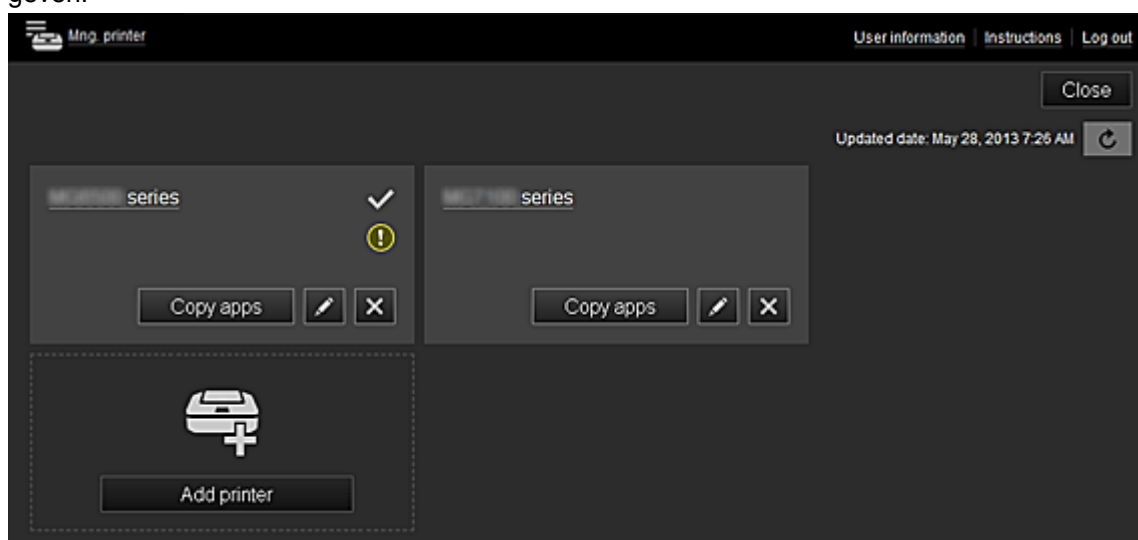 geven.
Mng. printer User information Instructions Log out
Close
Updated date: May 28, 2013 7:26 AM
series series
Copy apps Copy apps
Add printer